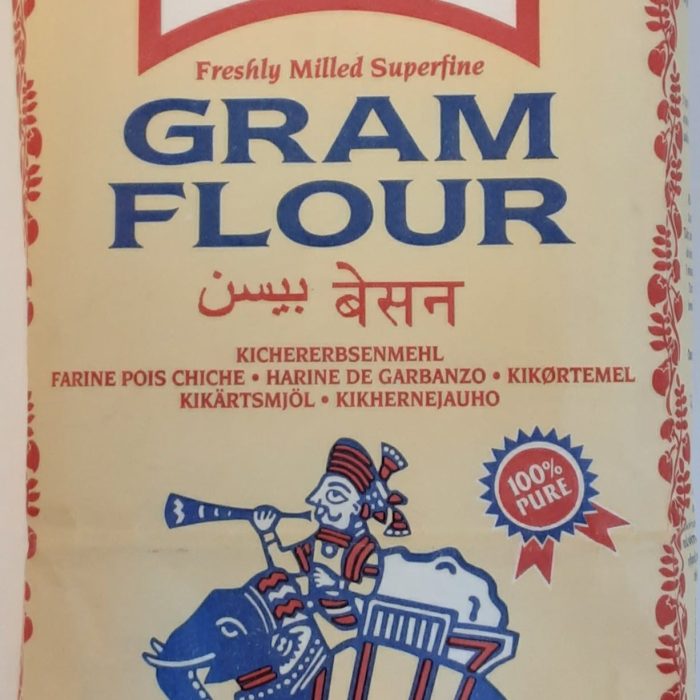 Freshly Milled Superfine
GRAM
FLOUR
بيسن बेसन
KICHERERBSENMEHL
FARINE POIS CHICHE • HARINE DE GARBANZO • KIKØRTEMEL
KIKÄRTSMJÖL • KIKHERNEJAUHO
100%
PURE